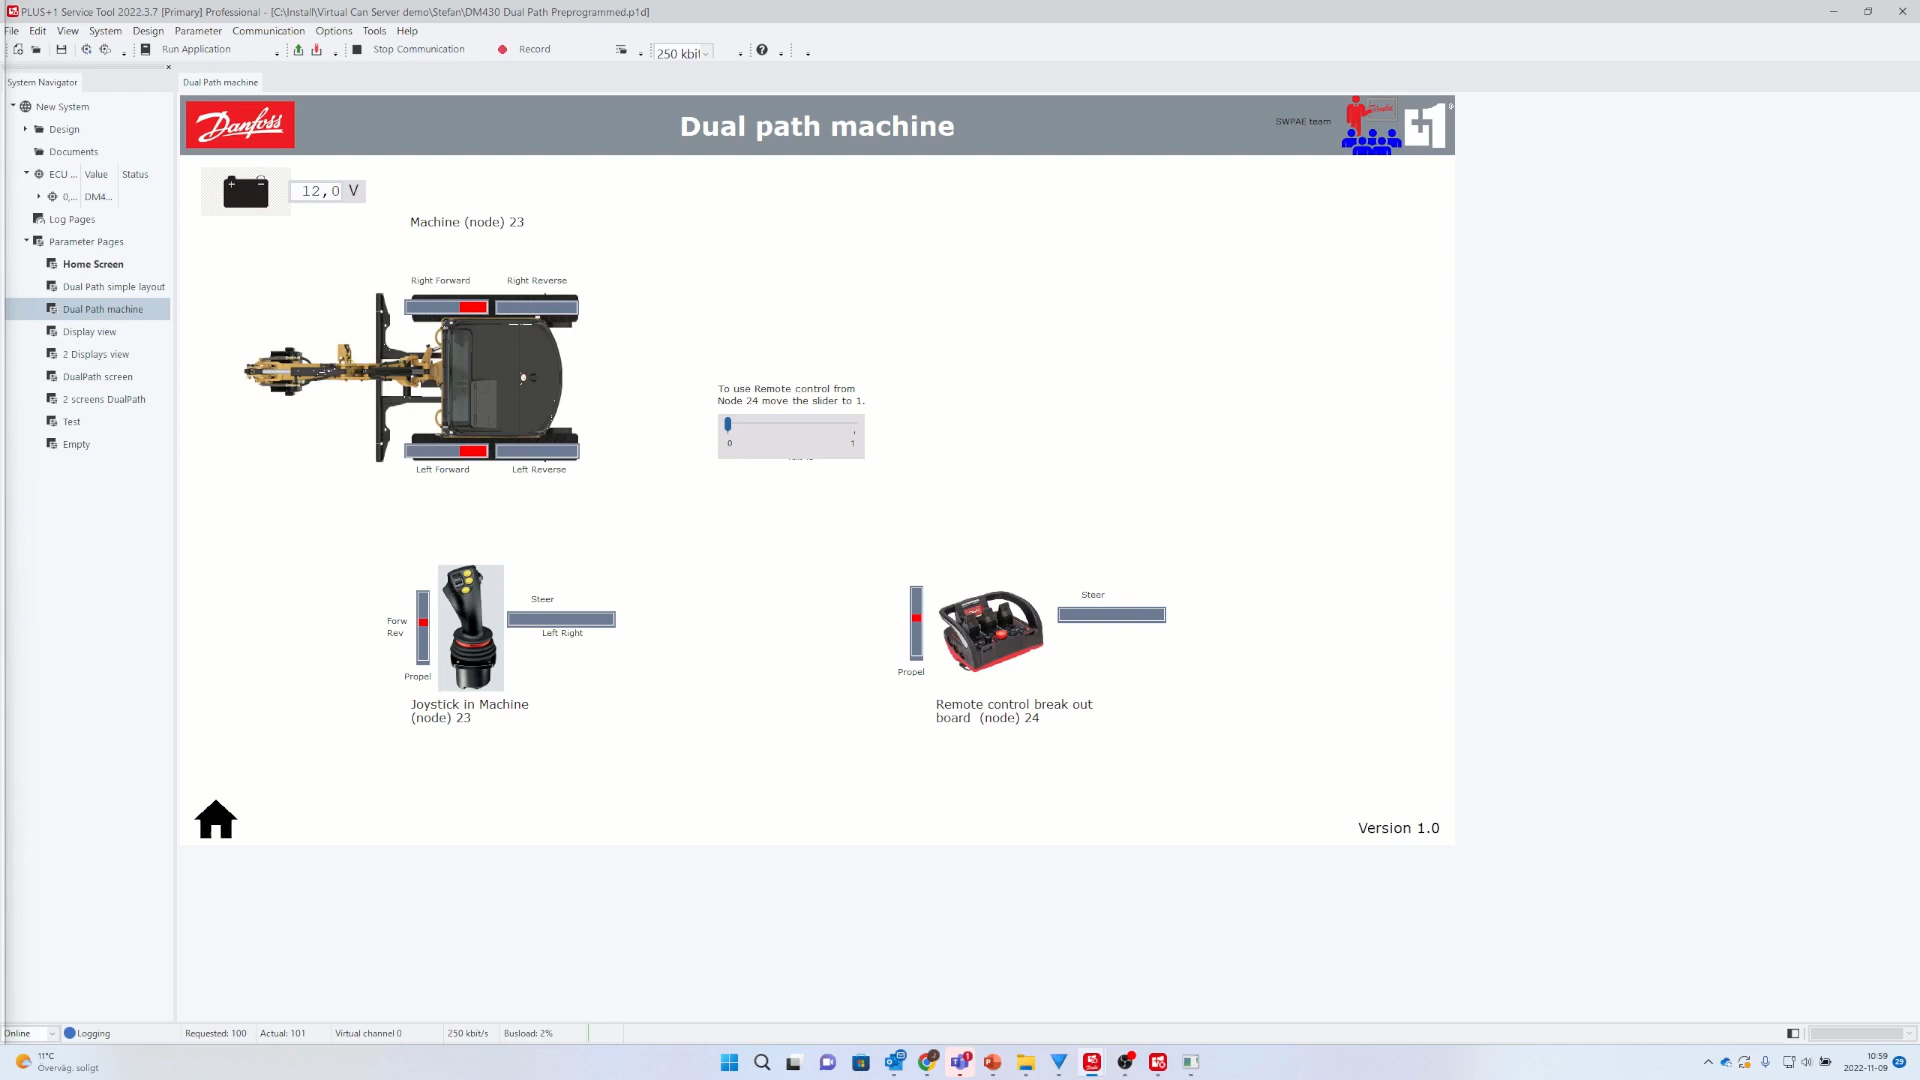 PLUS+1 Service Tool 2022.3.7 [Primary] Professional - [C:\Install\Virtual Can Server demo\Stefan\DM430 Dual Path Preprogrammed.p1d]
File Edit View System Design Parameter Communication Options Tools Help
Run Application Stop Communication Record 250 kbit
System Navigator
Dual Path machine
New System
Design
Documents
ECU ... Value Status
0,... DM4...
Log Pages
Parameter Pages
Home Screen
Dual Path simple layout
Dual Path machine
Display view
2 Displays view
DualPath screen
2 screens DualPath
Test
Empty
Danfoss
Dual path machine
SWPAE team
+1
12,0 V
Machine (node) 23
Right Forward Right Reverse
Left Forward Left Reverse
To use Remote control from
Node 24 move the slider to 1.
0 1
Forw
Rev
Propel
Steer
Left Right
Joystick in Machine
(node) 23
Propel
Steer
Remote control break out
board (node) 24
Version 1.0
Online Logging Requested: 100 Actual: 101 Virtual channel 0 250 kbit/s Busload: 2%
11°C
Överväg. soligt
10:59
2022-11-09
29